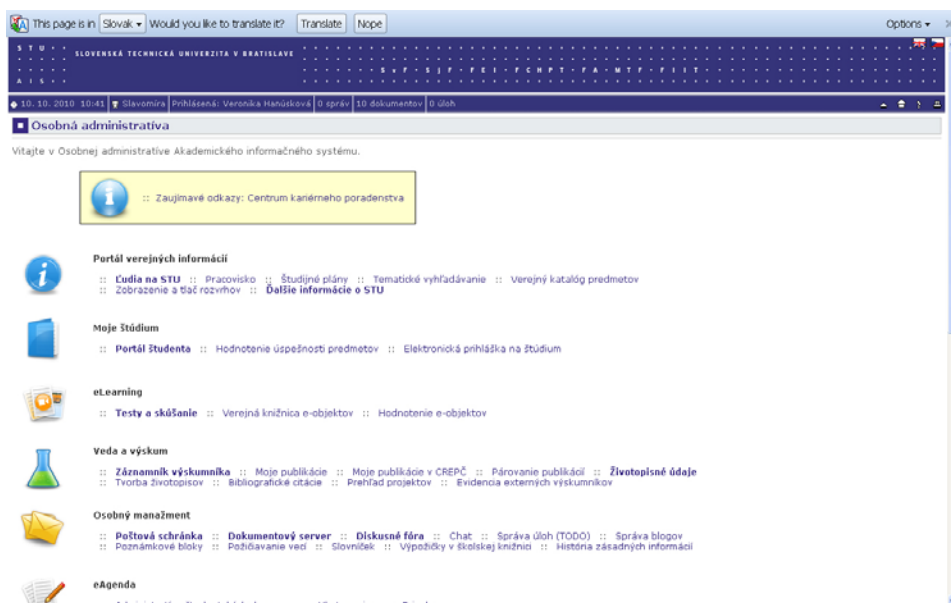 This page is in Slovak Would you like to translate it? Translate Nope Options
S T U
SLOVENSKÁ TECHNICKÁ UNIVERZITA V BRATISLAVE
S v F · S j F · F E I · F C H P T · F A · M T F · F I I T
A I S
10. 10. 2010 10:41 Slavomíra Prihlásená: Veronika Hanúsková 0 správ 10 dokumentov 0 úloh
Osobná administratíva
Vitajte v Osobnej administratíve Akademického informačného systému.
:: Zaujímavé odkazy: Centrum kariérneho poradenstva
Portál verejných informácií
:: Ľudia na STU :: Pracovisko :: Študijné plány :: Tematické vyhľadávanie :: Verejný katalóg predmetov
:: Zobrazenie a tlač rozvrhov :: Ďalšie informácie o STU
Moje štúdium
:: Portál študenta :: Hodnotenie úspešnosti predmetov :: Elektronická prihláška na štúdium
eLearning
:: Testy a skúšanie :: Verejná knižnica e-objektov :: Hodnotenie e-objektov
Veda a výskum
:: Záznamník výskumníka :: Moje publikácie :: Moje publikácie v CREPČ :: Párovanie publikácií :: Životopisné údaje
:: Tvorba životopisov :: Bibliografické citácie :: Prehľad projektov :: Evidencia externých výskumníkov
Osobný manažment
:: Poštová schránka :: Dokumentový server :: Diskusné fóra :: Chat :: Správa úloh (TODO) :: Správa blogov
:: Poznámkové bloky :: Požičiavanie vecí :: Slovníček :: Výpožičky v školskej knižnici :: História zásadných informácií
eAgenda